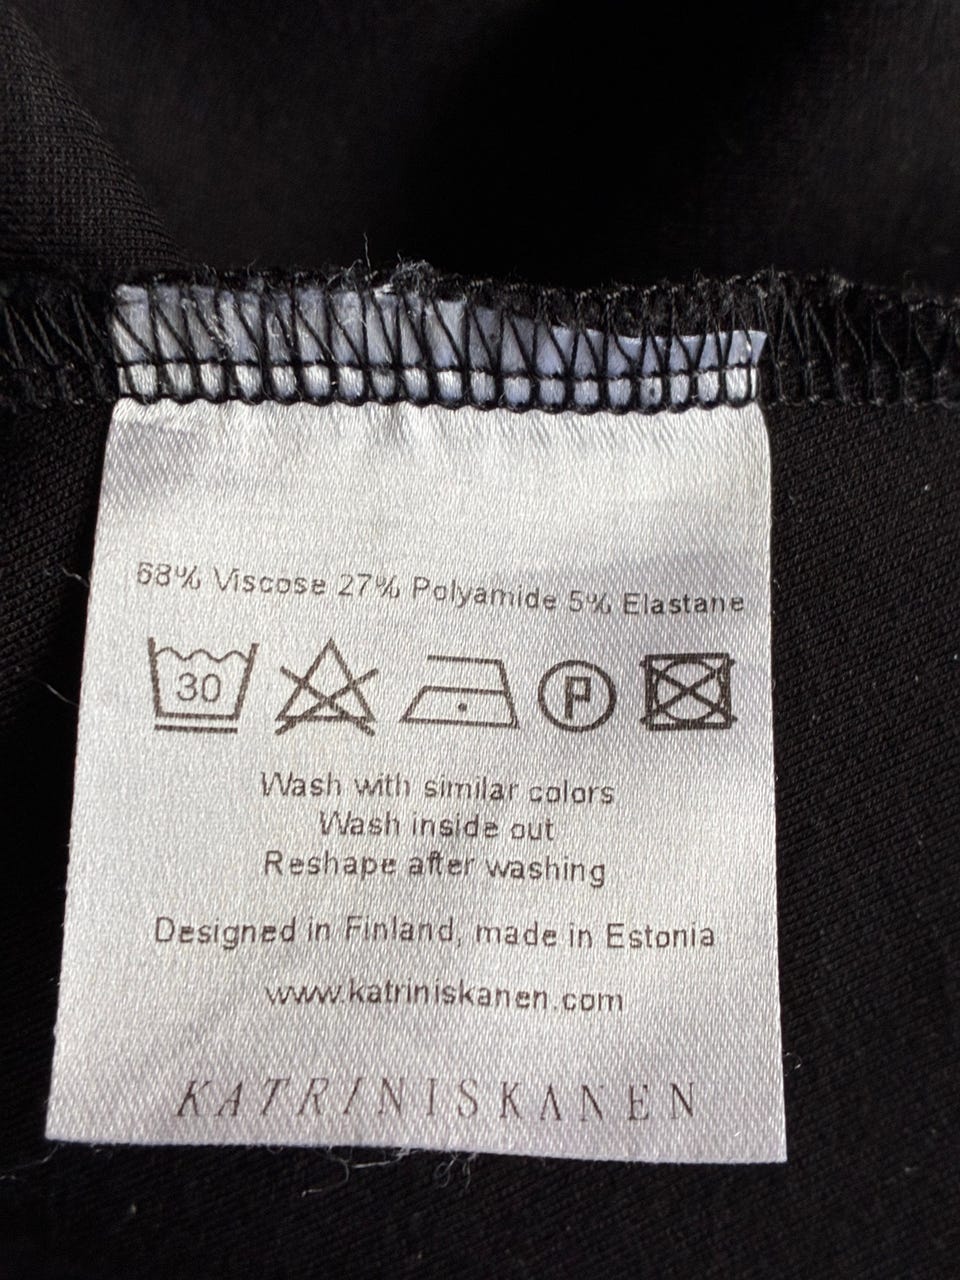 68% Viscose 27% Polyamide 5% Elastane
30 P
Wash with similar colors
Wash inside out
Reshape after washing
Designed in Finland, made in Estonia
www.katriniskanen.com
KATRINISKANEN